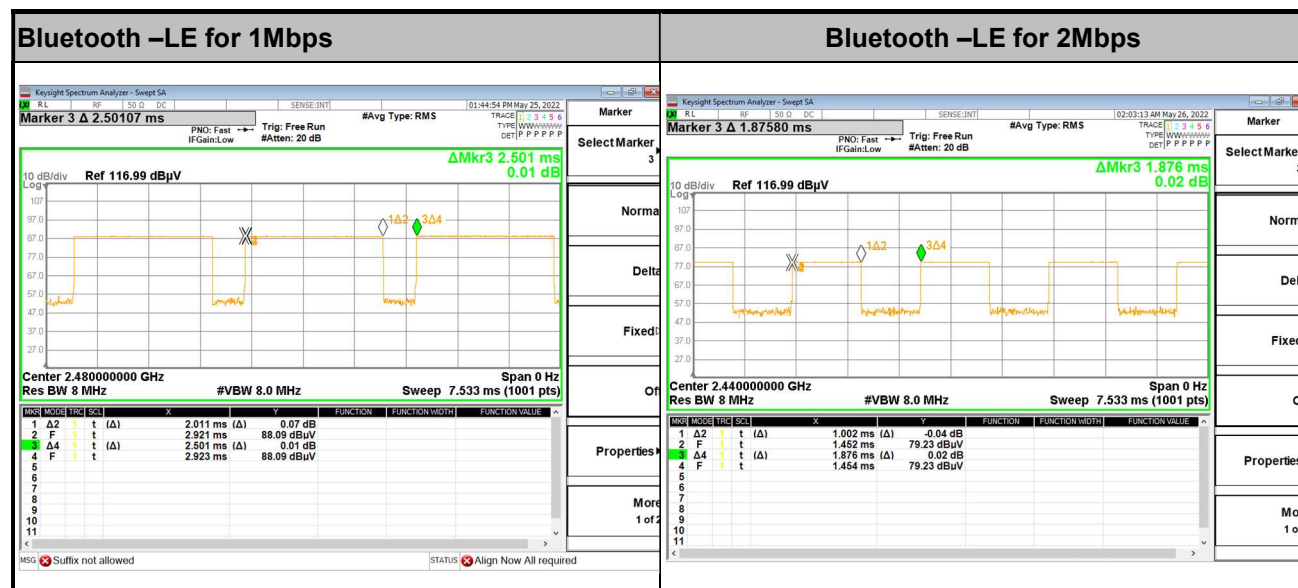 Bluetooth –LE for 1Mbps
Keysight Spectrum Analyzer - Swept SA
RL RF 50 Ω DC SENSE:INT 01:44:54 PM May 25, 2022
Marker 3 Δ 2.50107 ms
PNO: Fast
IFGain:Low
Trig: Free Run
#Atten: 20 dB
#Avg Type: RMS
TRACE 1 2 3 4 5 6
TYPE WWWWWW
DET P P P P P P
ΔMkr3 2.501 ms
0.01 dB
10 dB/div Ref 116.99 dBµV
Log
107
97.0
87.0
77.0
67.0
57.0
47.0
37.0
27.0
1Δ2
3Δ4
Center 2.480000000 GHz Span 0 Hz
Res BW 8 MHz #VBW 8.0 MHz Sweep 7.533 ms (1001 pts)
MKR MODE TRC SCL X Y FUNCTION FUNCTION WIDTH FUNCTION VALUE
1 Δ2 1 t (Δ) 2.011 ms (Δ) 0.07 dB
2 F 1 t 2.921 ms 88.09 dBµV
3 Δ4 1 t (Δ) 2.501 ms (Δ) 0.01 dB
4 F 1 t 2.923 ms 88.09 dBµV
5
6
7
8
9
10
11
MSG Suffix not allowed STATUS Align Now All required
Marker
Select Marker
3
Norma
Delta
Fixed
Of
Properties
More
1 of 2
Bluetooth –LE for 2Mbps
Keysight Spectrum Analyzer - Swept SA
RL RF 50 Ω DC SENSE:INT 02:03:13 AM May 26, 2022
Marker 3 Δ 1.87580 ms
PNO: Fast
IFGain:Low
Trig: Free Run
#Atten: 20 dB
#Avg Type: RMS
TRACE 1 2 3 4 5 6
TYPE WWWWWW
DET P P P P P P
ΔMkr3 1.876 ms
0.02 dB
10 dB/div Ref 116.99 dBµV
Log
107
97.0
87.0
77.0
67.0
57.0
47.0
37.0
27.0
1Δ2
3Δ4
Center 2.440000000 GHz Span 0 Hz
Res BW 8 MHz #VBW 8.0 MHz Sweep 7.533 ms (1001 pts)
MKR MODE TRC SCL X Y FUNCTION FUNCTION WIDTH FUNCTION VALUE
1 Δ2 1 t (Δ) 1.002 ms (Δ) -0.04 dB
2 F 1 t 1.452 ms 79.23 dBµV
3 Δ4 1 t (Δ) 1.876 ms (Δ) 0.02 dB
4 F 1 t 1.454 ms 79.23 dBµV
5
6
7
8
9
10
11
Marker
Select Marke
Norm
De
Fixe
Properties
Mo
1 o